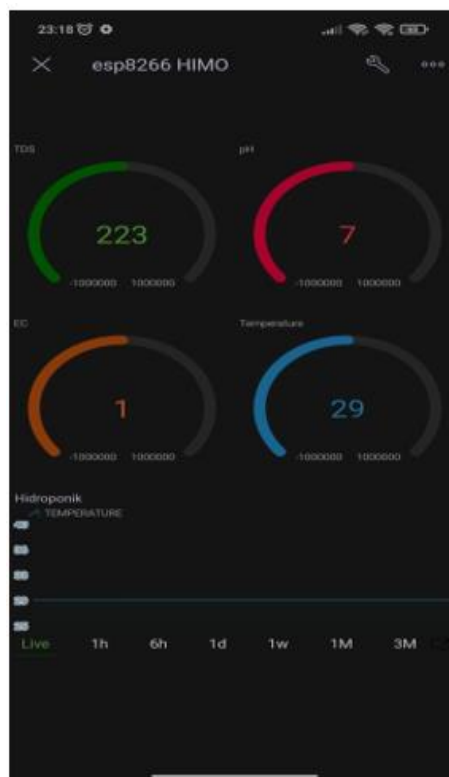 23:18
esp8266 HIMO
TDS
223
-1000000 1000000
pH
7
-1000000 1000000
EC
1
-1000000 1000000
Temperature
29
-1000000 1000000
Hidroponik
TEMPERATURE
Live 1h 6h 1d 1w 1M 3M